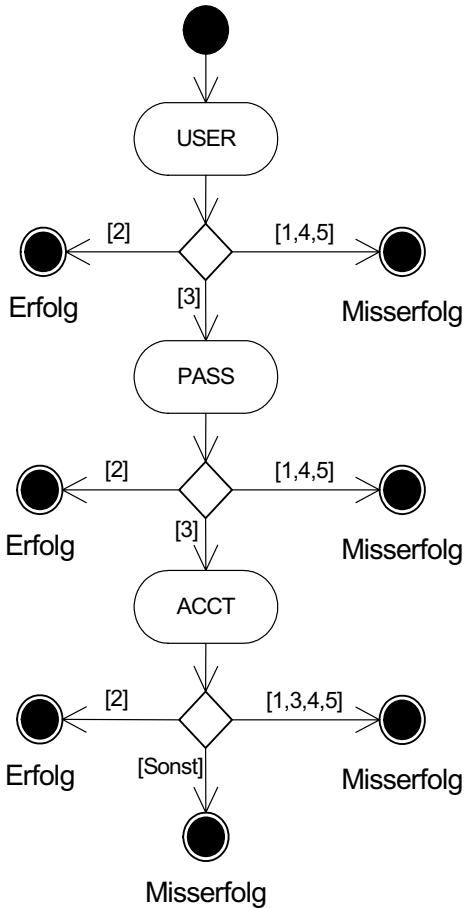 USER
[2]
[1,4,5]
Erfolg
Misserfolg
[3]
PASS
[2]
[1,4,5]
Erfolg
Misserfolg
[3]
ACCT
[2]
[1,3,4,5]
Erfolg
Misserfolg
[Sonst]
Misserfolg